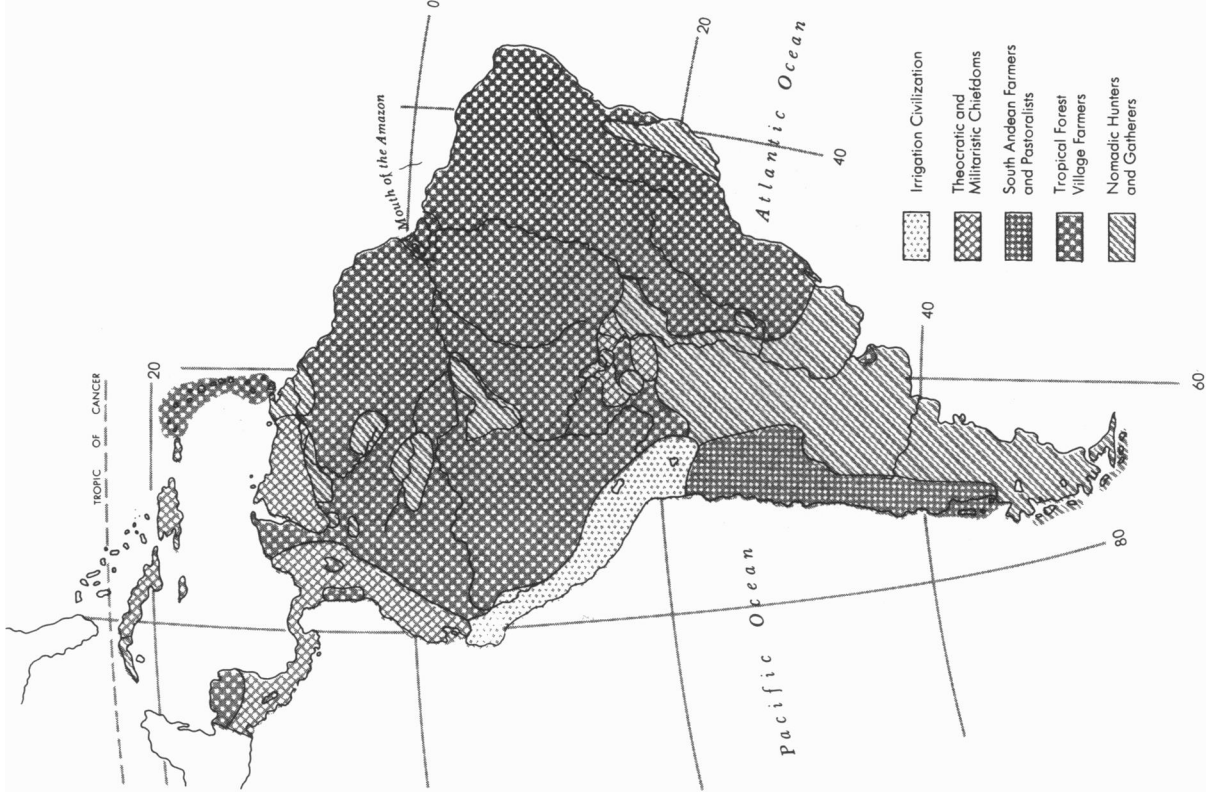 TROPIC OF CANCER
20
0
Mouth of the Amazon
20
40
Atlantic Ocean
Pacific Ocean
40
60
80
Irrigation Civilization
Theocratic and
Militaristic Chiefdoms
South Andean Farmers
and Pastoralists
Tropical Forest
Village Farmers
Nomadic Hunters
and Gatherers